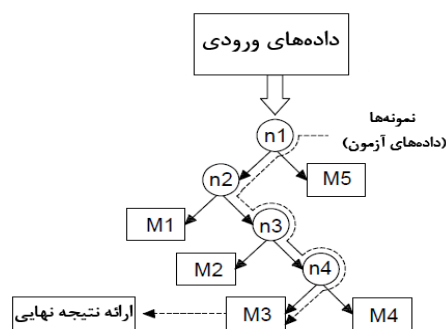 داده‌های ورودی
نمونه‌ها
(داده‌های آزمون)
n1
n2
M5
M1
n3
M2
n4
ارائه نتیجه نهایی
M3
M4